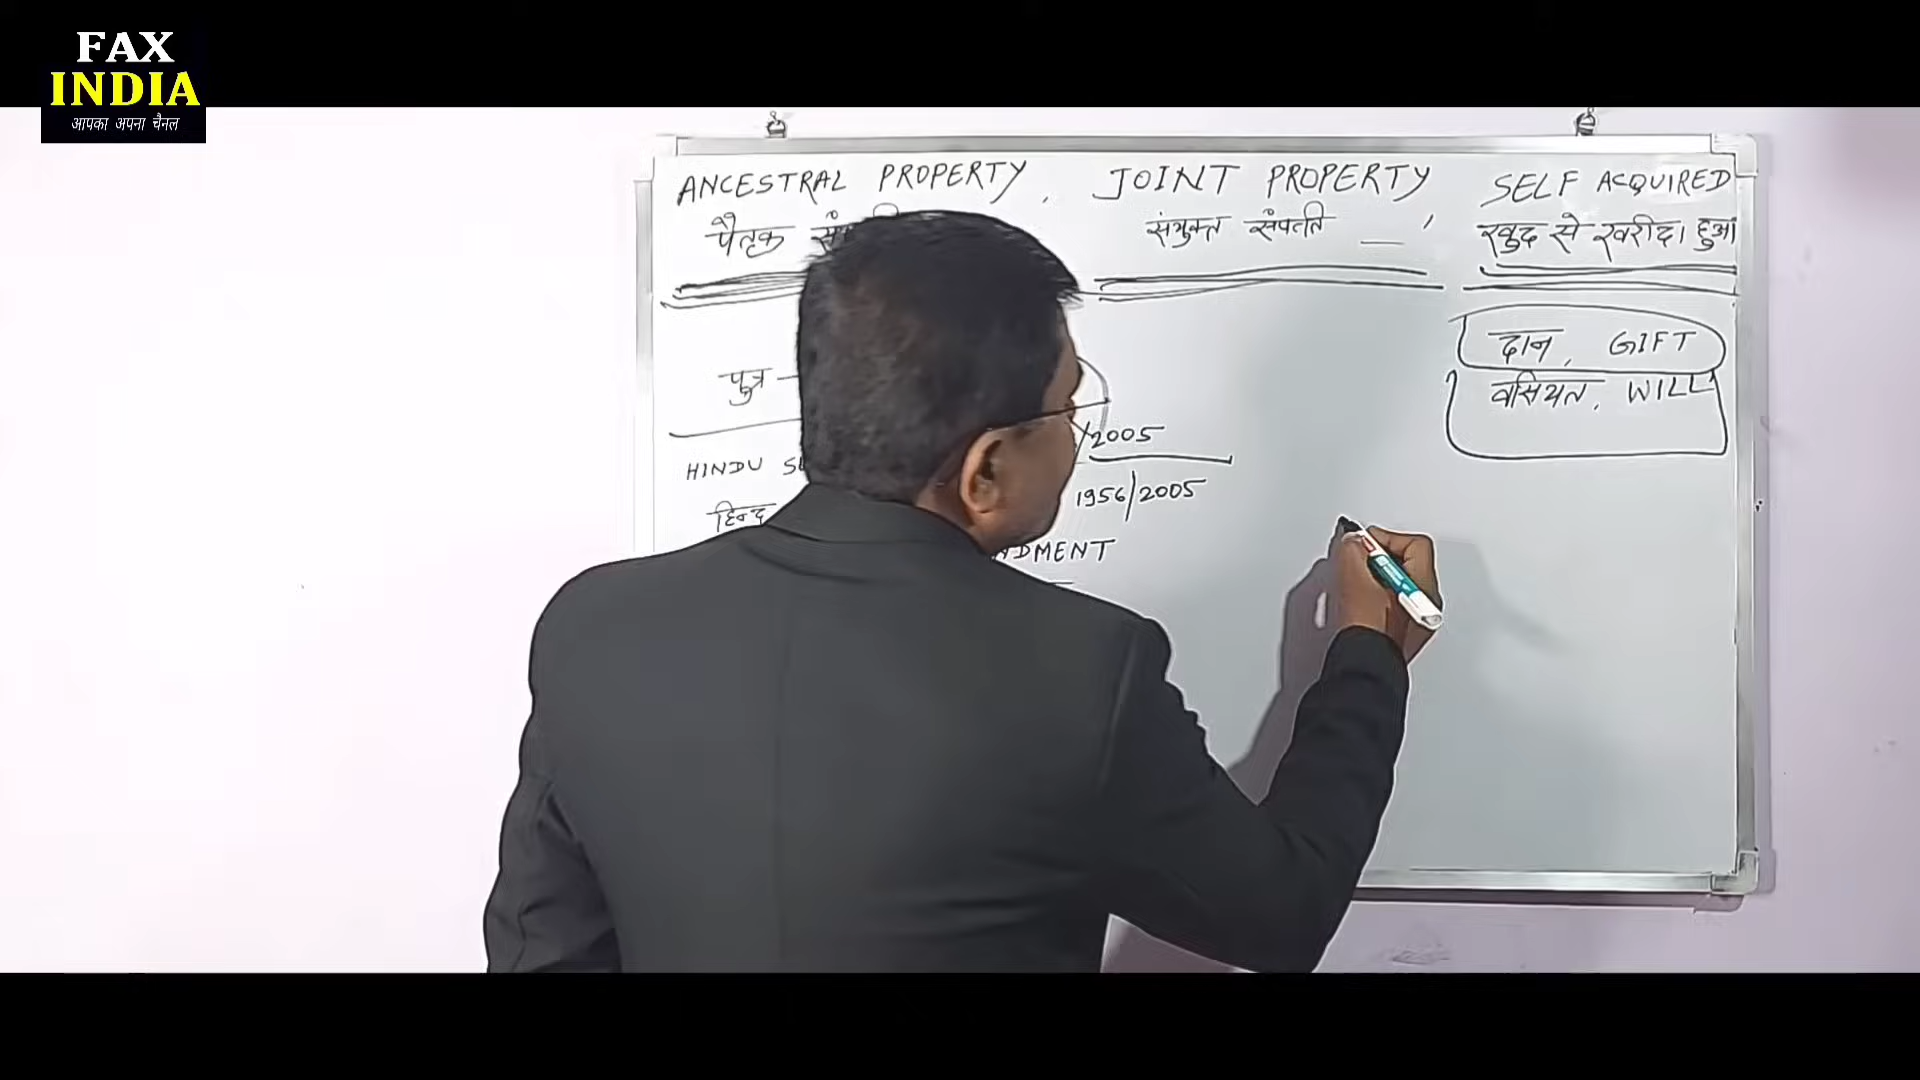 FAX
INDIA
आपका अपना चैनल
ANCESTRAL PROPERTY, JOINT PROPERTY, SELF ACQUIRED
पैतृक संयुक्त संपत्ती खुद से खरीदा हुआ
दान, GIFT
पुत्र —
वसियत, WILL
/2005
HINDU
1956/2005
हिन्दू
NDMENT